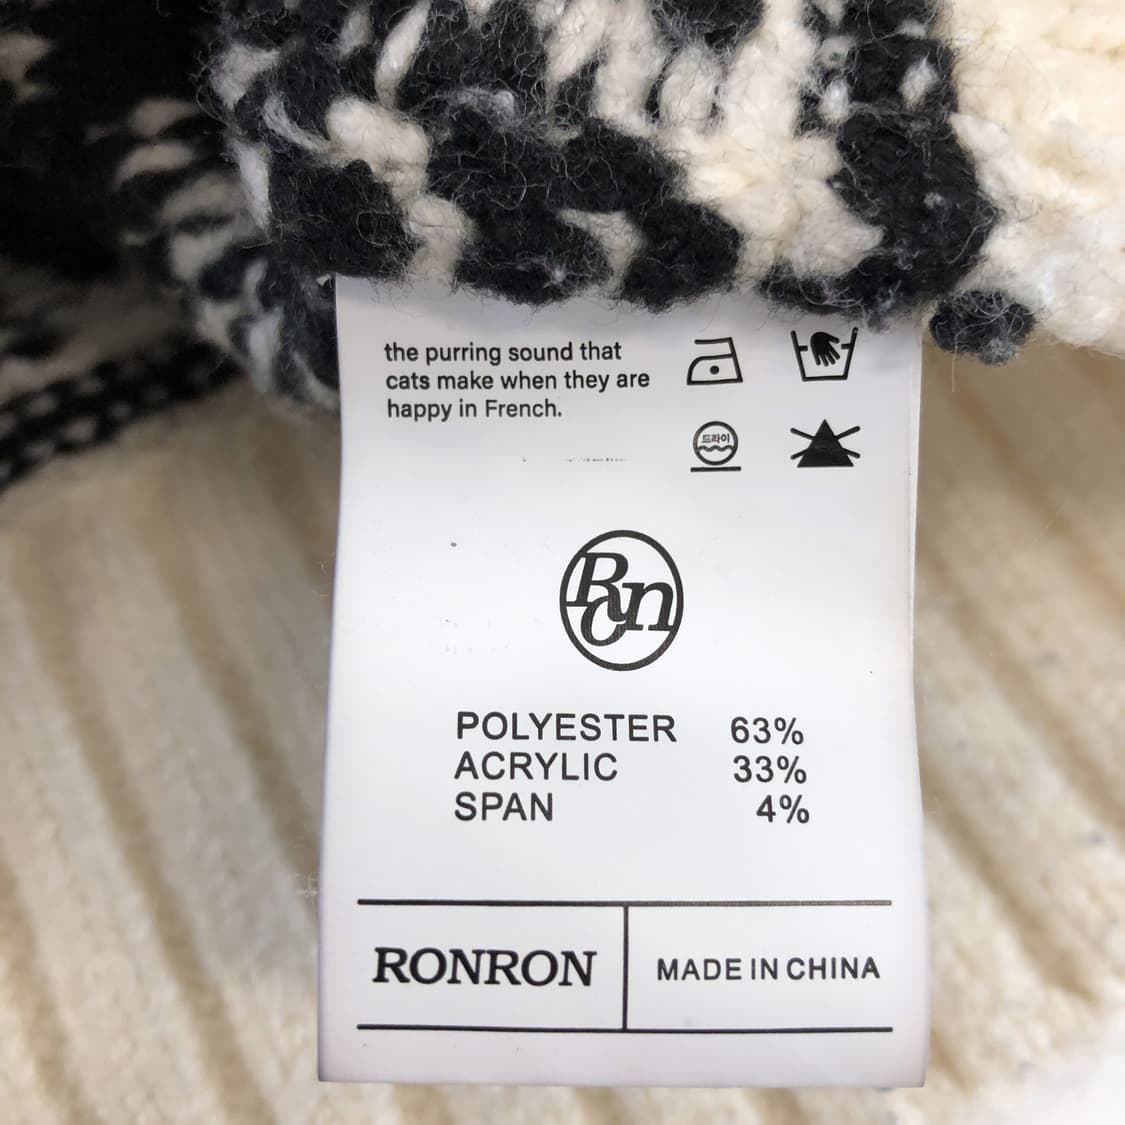 the purring sound that
cats make when they are
happy in French.
드라이
Ron
POLYESTER 63%
ACRYLIC 33%
SPAN 4%
RONRON
MADE IN CHINA